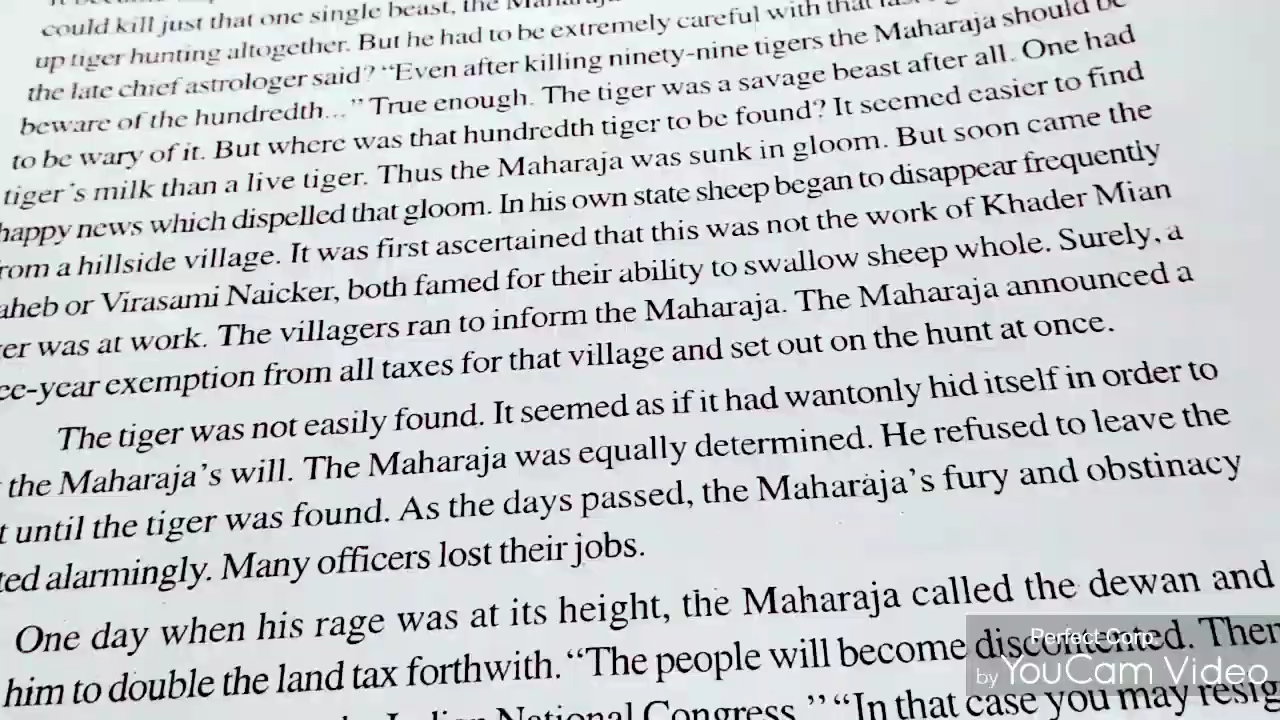 could kill just that one single beast, the
up tiger hunting altogether. But he had to be extremely careful with that
the late chief astrologer said? “Even after killing ninety-nine tigers the Maharaja should be
beware of the hundredth...” True enough. The tiger was a savage beast after all. One had
to be wary of it. But where was that hundredth tiger to be found? It seemed easier to find
tiger’s milk than a live tiger. Thus the Maharaja was sunk in gloom. But soon came the
happy news which dispelled that gloom. In his own state sheep began to disappear frequently
rom a hillside village. It was first ascertained that this was not the work of Khader Mian
aheb or Virasami Naicker, both famed for their ability to swallow sheep whole. Surely, a
er was at work. The villagers ran to inform the Maharaja. The Maharaja announced a
ee-year exemption from all taxes for that village and set out on the hunt at once.
The tiger was not easily found. It seemed as if it had wantonly hid itself in order to
the Maharaja’s will. The Maharaja was equally determined. He refused to leave the
t until the tiger was found. As the days passed, the Maharaja’s fury and obstinacy
ted alarmingly. Many officers lost their jobs.
One day when his rage was at its height, the Maharaja called the dewan and
him to double the land tax forthwith. “The people will become discontented. Then
Indian National Congress.” “In that case you may resig
Perfect Corp.
by YouCam Video